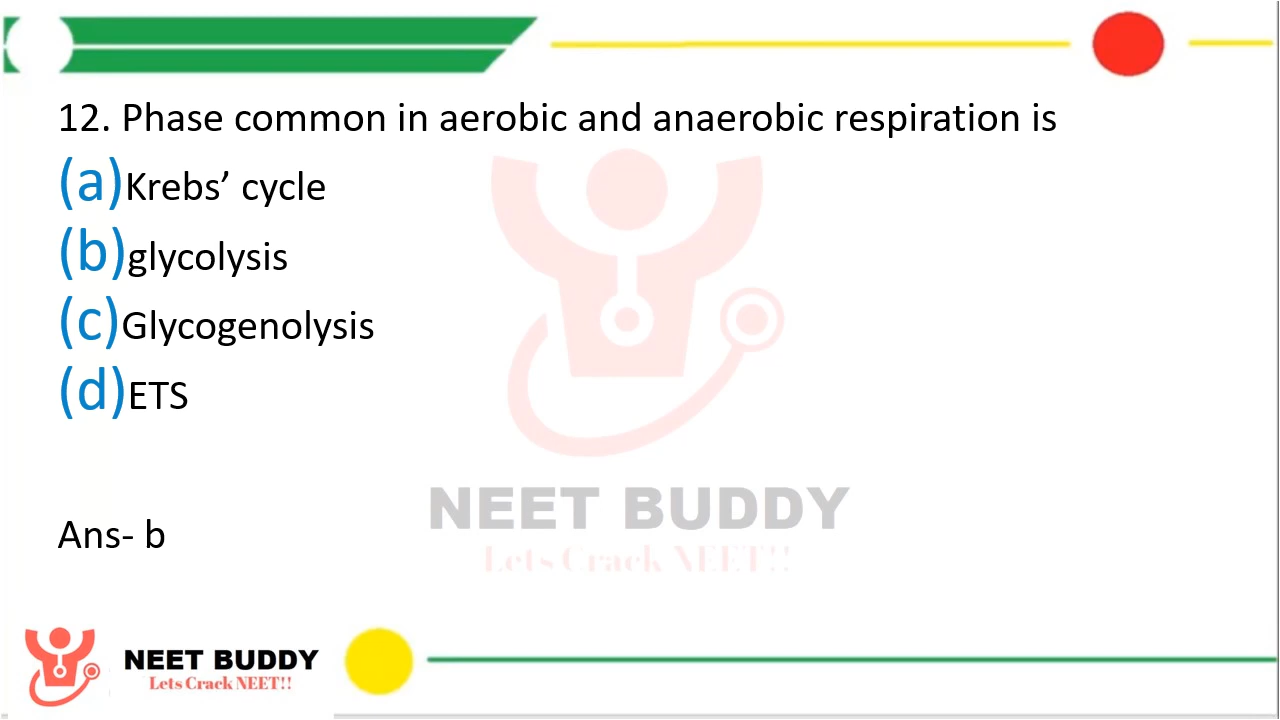 12. Phase common in aerobic and anaerobic respiration is
(a)Krebs’ cycle
(b)glycolysis
(c)Glycogenolysis
(d)ETS
NEET BUDDY
Lets Crack NEET!!
Ans- b
NEET BUDDY
Lets Crack NEET!!